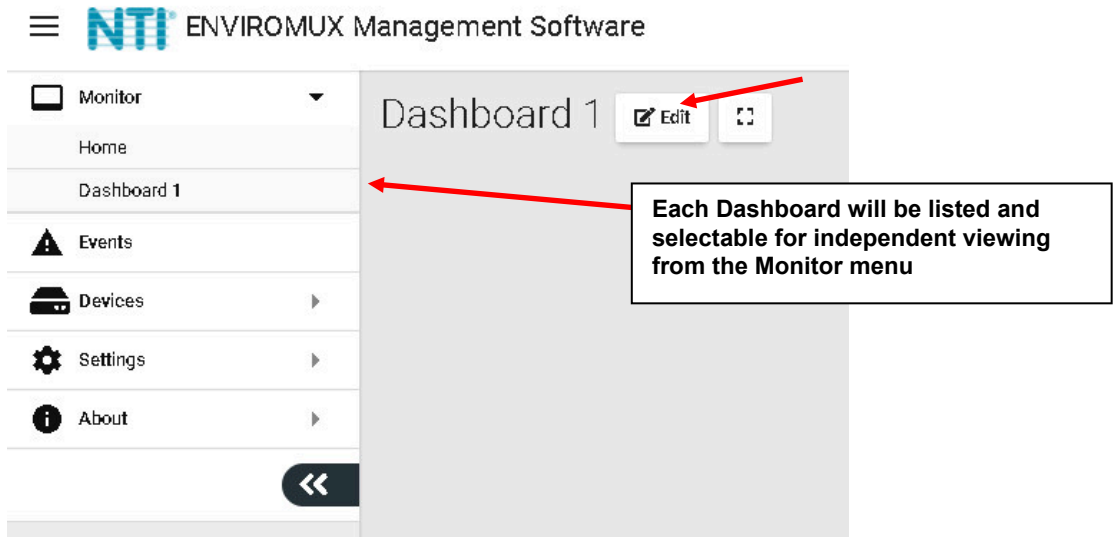 NTI ENVIROMUX Management Software
Monitor
Home
Dashboard 1
Events
Devices
Settings
About
Dashboard 1 Edit
Each Dashboard will be listed and
selectable for independent viewing
from the Monitor menu